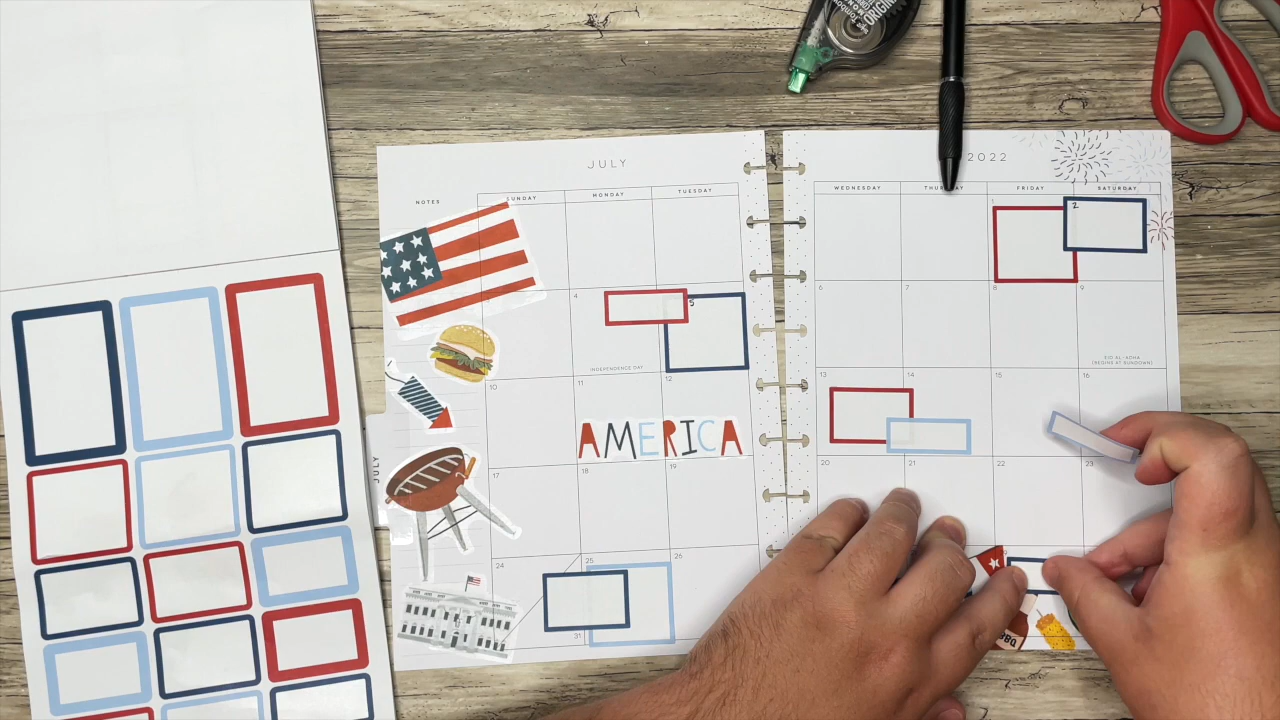 ORIGINAL
JULY
2022
NOTES
SUNDAY
MONDAY
TUESDAY
WEDNESDAY
THURSDAY
FRIDAY
SATURDAY
1
2
4
5
6
7
8
9
INDEPENDENCE DAY
EID AL-ADHA
(BEGINS AT SUNDOWN)
10
11
12
13
14
15
16
AMERICA
JULY
17
18
19
20
21
22
23
24
25
26
31
BBQ